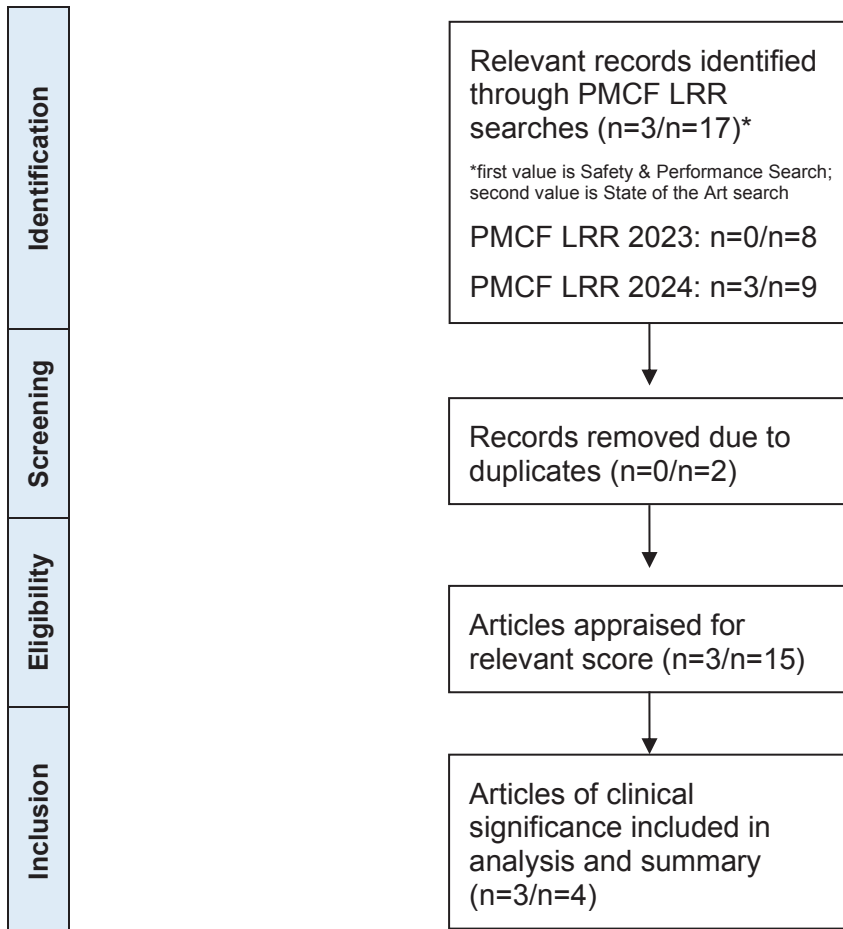 Identification
Relevant records identified
through PMCF LRR
searches (n=3/n=17)*
*first value is Safety & Performance Search;
second value is State of the Art search
PMCF LRR 2023: n=0/n=8
PMCF LRR 2024: n=3/n=9
Screening
Records removed due to
duplicates (n=0/n=2)
Eligibility
Articles appraised for
relevant score (n=3/n=15)
Inclusion
Articles of clinical
significance included in
analysis and summary
(n=3/n=4)